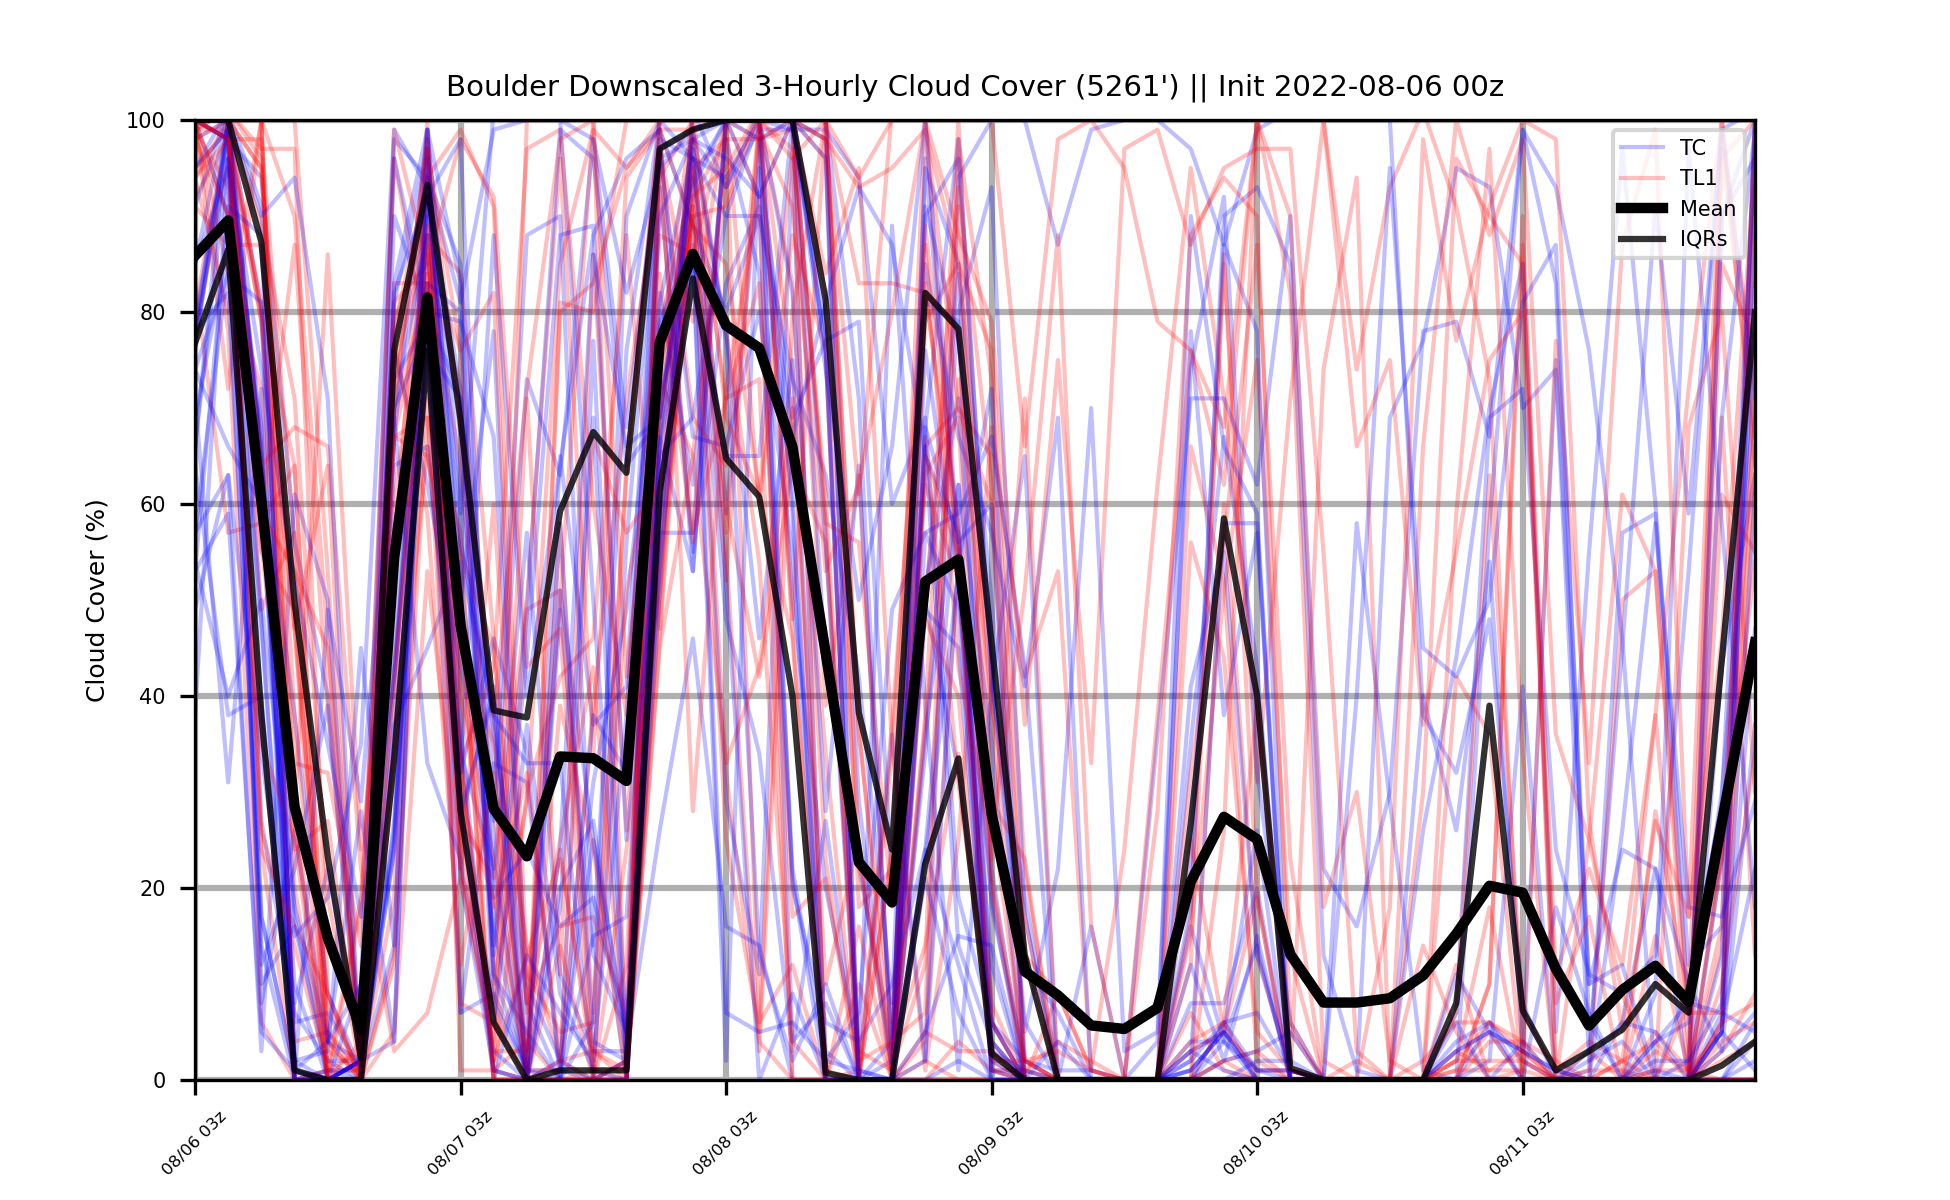 Boulder Downscaled 3-Hourly Cloud Cover (5261') || Init 2022-08-06 00z
TC
TL1
Mean
IQRs
Cloud Cover (%)
100
80
60
40
20
0
08/06 03z
08/07 03z
08/08 03z
08/09 03z
08/10 03z
08/11 03z